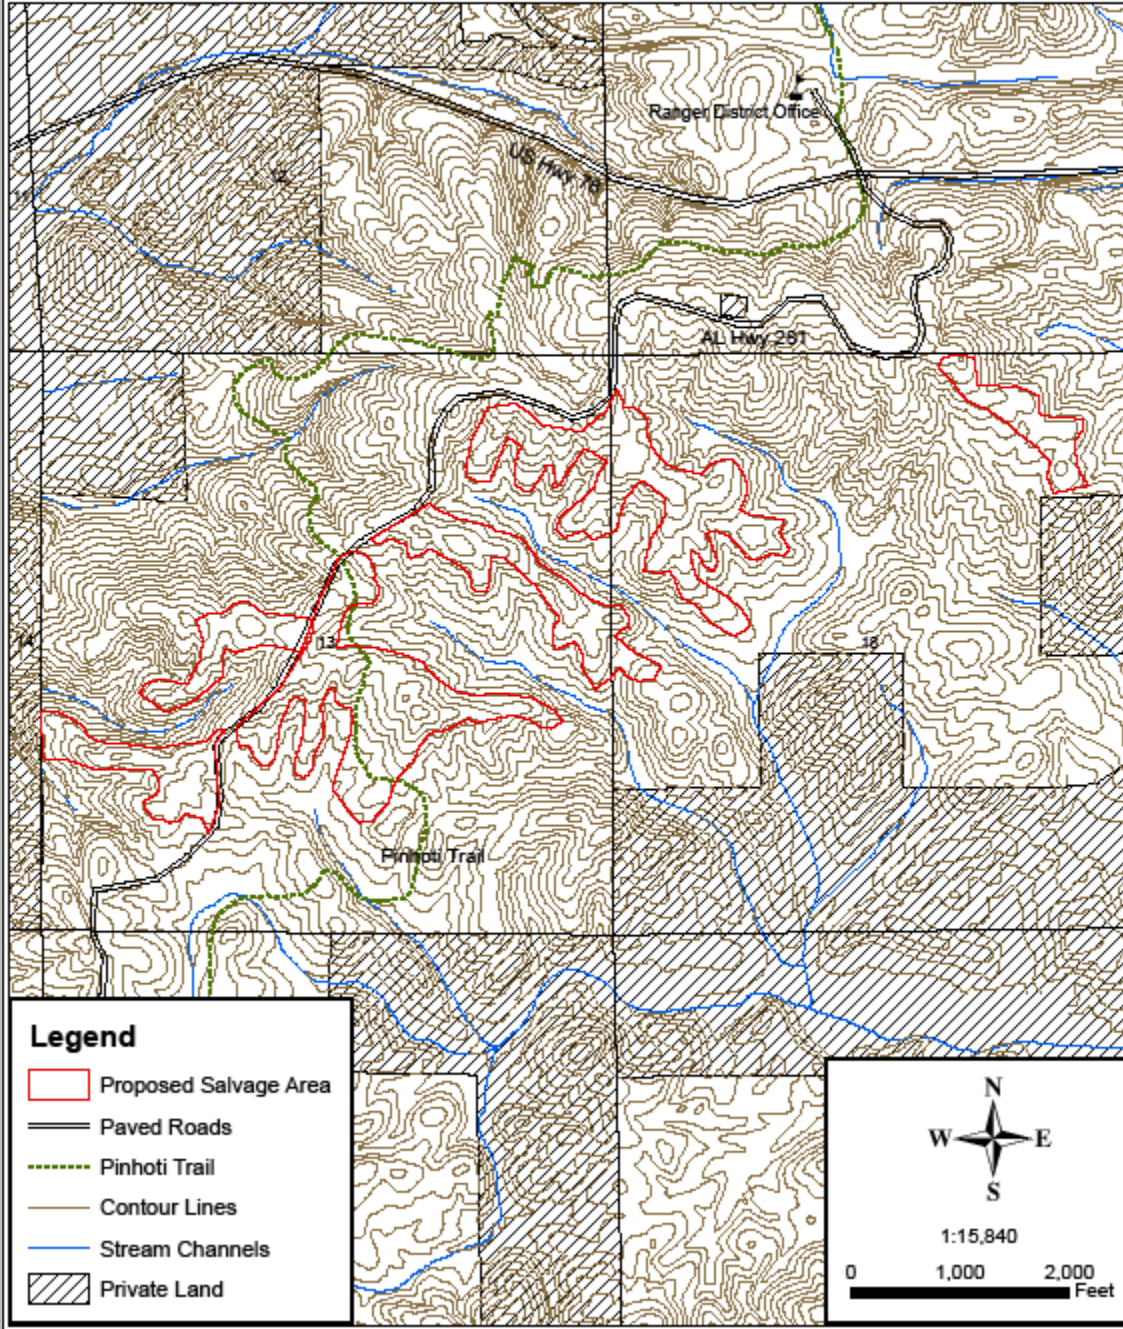 Ranger District Office
US Hwy 78
12
11
AL Hwy 281
14
13
18
Pinhoti Trail
Legend
Proposed Salvage Area
Paved Roads
Pinhoti Trail
Contour Lines
Stream Channels
Private Land
N
W E
S
1:15,840
0 1,000 2,000
Feet